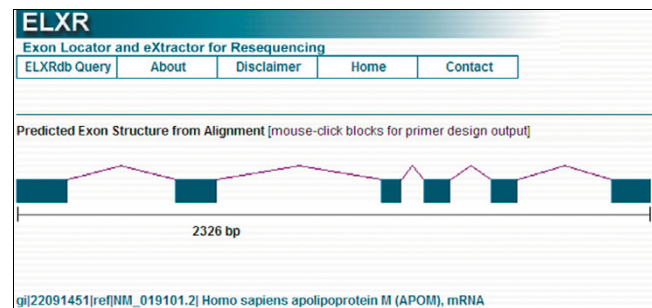 ELXR
Exon Locator and eXtractor for Resequencing
ELXRdb Query About Disclaimer Home Contact
Predicted Exon Structure from Alignment [mouse-click blocks for primer design output]
2326 bp
gi|22091451|ref|NM_019101.2| Homo sapiens apolipoprotein M (APOM), mRNA